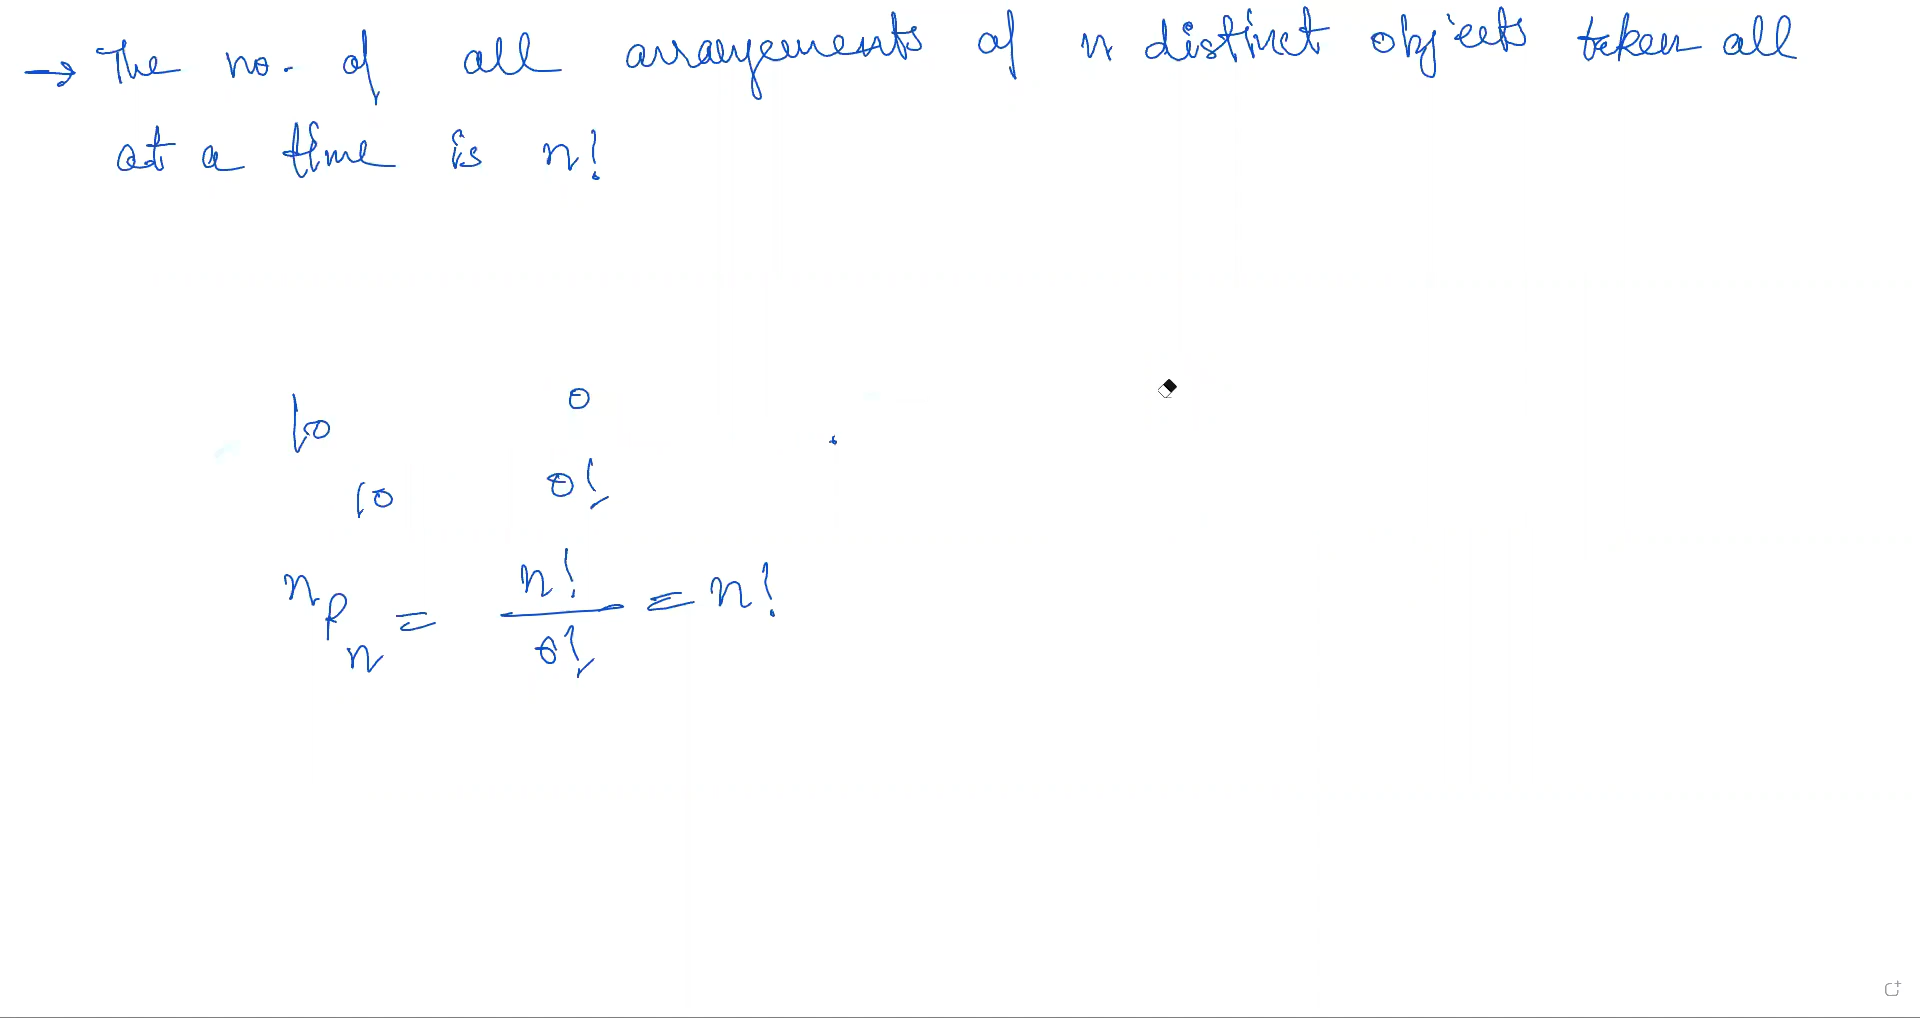 → The no. of all arrangements of n distinct objects taken all
at a time is n!
10 0
10 0!
nPn = n!/0! = n!